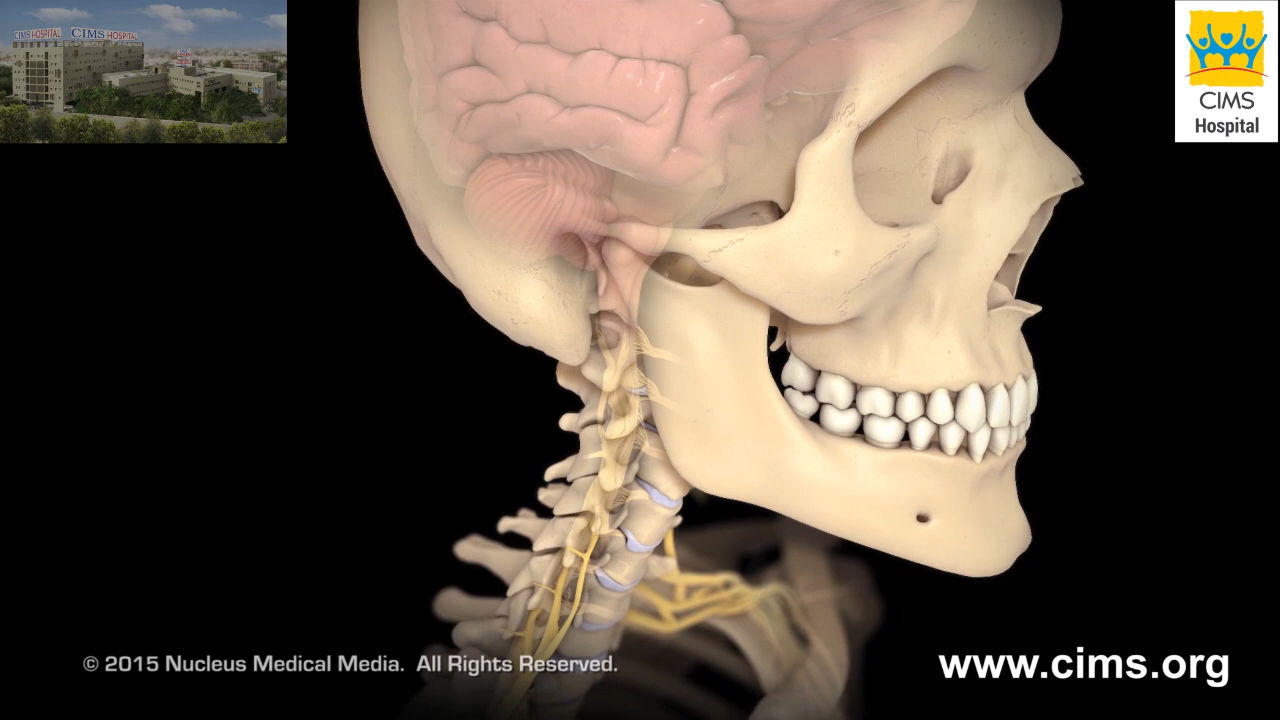 CIMS HOSPITAL CIMS HOSPITAL
CIMS
Hospital
© 2015 Nucleus Medical Media. All Rights Reserved.
www.cims.org